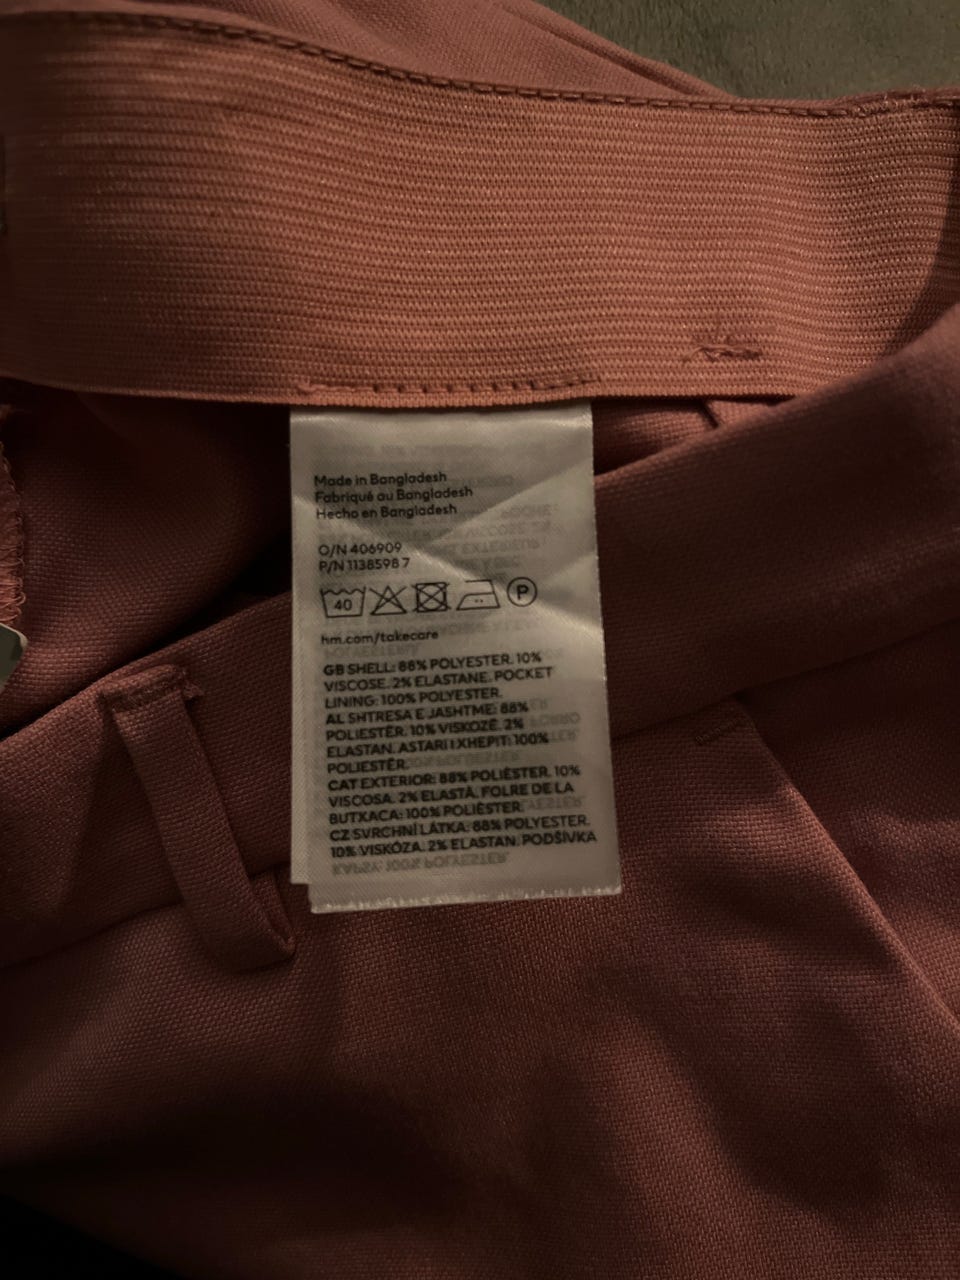 Made in Bangladesh
Fabriqué au Bangladesh
Hecho en Bangladesh
O/N 406909
P/N 1138598 7
40 P
hm.com/takecare
GB SHELL: 88% POLYESTER. 10%
VISCOSE. 2% ELASTANE. POCKET
LINING: 100% POLYESTER.
AL SHTRESA E JASHTME: 88%
POLIESTËR. 10% VISKOZË. 2%
ELASTAN. ASTARI I XHEPIT: 100%
POLIESTËR.
CAT EXTERIOR: 88% POLIÈSTER. 10%
VISCOSA. 2% ELASTÀ. FOLRE DE LA
BUTXACA: 100% POLIÈSTER.
CZ SVRCHNÍ LÁTKA: 88% POLYESTER.
10% VISKÓZA. 2% ELASTAN. PODŠÍVKA
KAPSY: 100% POLYESTER.